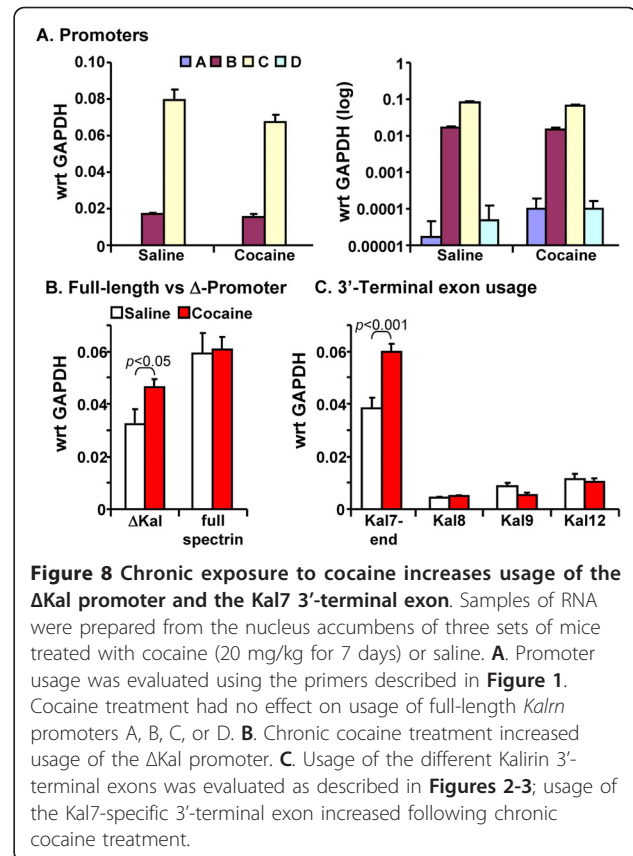 A. Promoters
A B C D
wrt GAPDH
0.10
0.08
0.06
0.04
0.02
0
Saline
Cocaine
wrt GAPDH (log)
1
0.1
0.01
0.001
0.0001
0.00001
Saline
Cocaine
B. Full-length vs Δ-Promoter
Saline Cocaine
p<0.05
wrt GAPDH
0.06
0.04
0.02
0
ΔKal
full
spectrin
C. 3'-Terminal exon usage
p<0.001
wrt GAPDH
0.06
0.04
0.02
0
Kal7-
end
Kal8
Kal9
Kal12
Figure 8 Chronic exposure to cocaine increases usage of the
ΔKal promoter and the Kal7 3'-terminal exon. Samples of RNA
were prepared from the nucleus accumbens of three sets of mice
treated with cocaine (20 mg/kg for 7 days) or saline. A. Promoter
usage was evaluated using the primers described in Figure 1.
Cocaine treatment had no effect on usage of full-length Kalrn
promoters A, B, C, or D. B. Chronic cocaine treatment increased
usage of the ΔKal promoter. C. Usage of the different Kalirin 3'-
terminal exons was evaluated as described in Figures 2-3; usage of
the Kal7-specific 3'-terminal exon increased following chronic
cocaine treatment.